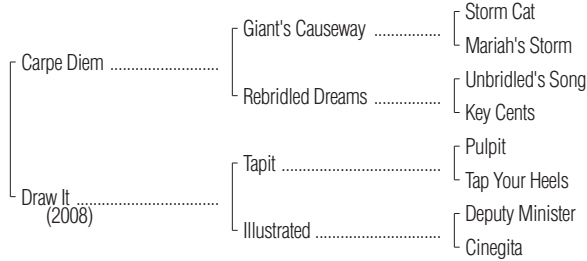 Storm Cat
Giant's Causeway ................
Mariah's Storm
Carpe Diem ..........................
Unbridled's Song
Rebridled Dreams ................
Key Cents
Pulpit
Tapit ......................................
Tap Your Heels
Draw It ..................................
(2008)
Deputy Minister
Illustrated ..............................
Cinegita